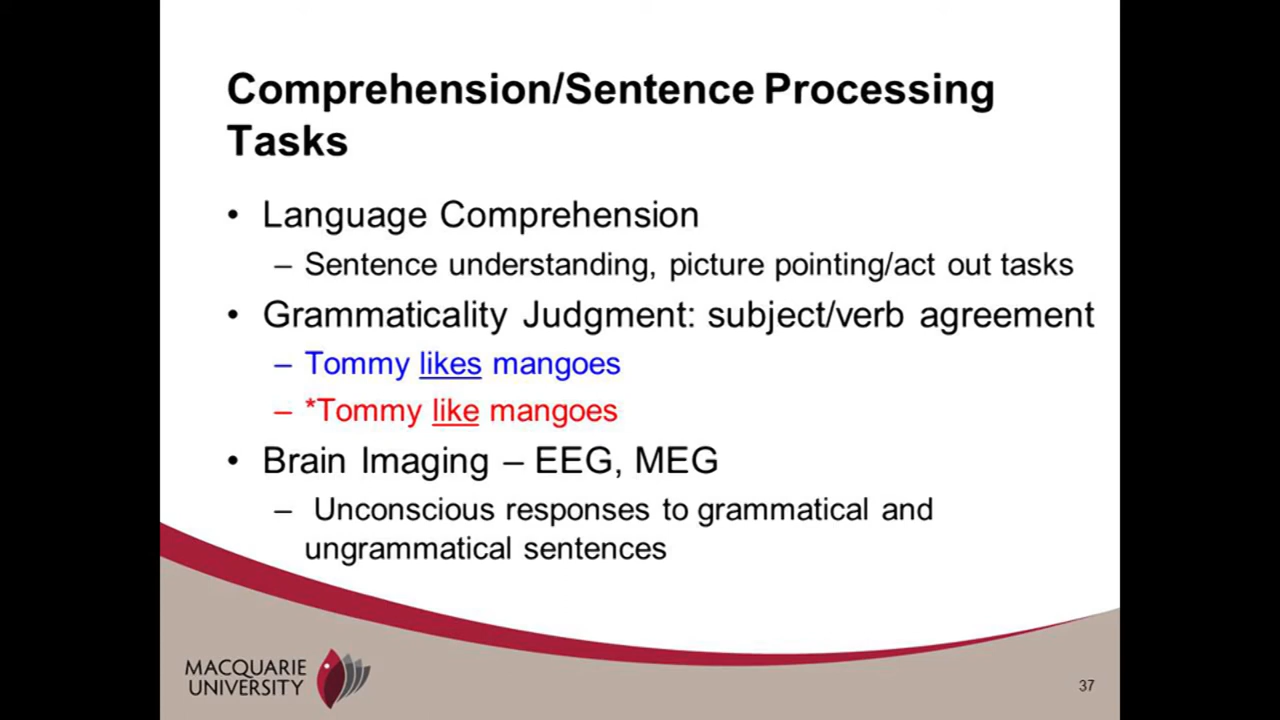 Comprehension/Sentence Processing
Tasks
• Language Comprehension
– Sentence understanding, picture pointing/act out tasks
• Grammaticality Judgment: subject/verb agreement
– Tommy likes mangoes
– *Tommy like mangoes
• Brain Imaging – EEG, MEG
– Unconscious responses to grammatical and
ungrammatical sentences
MACQUARIE
UNIVERSITY
37